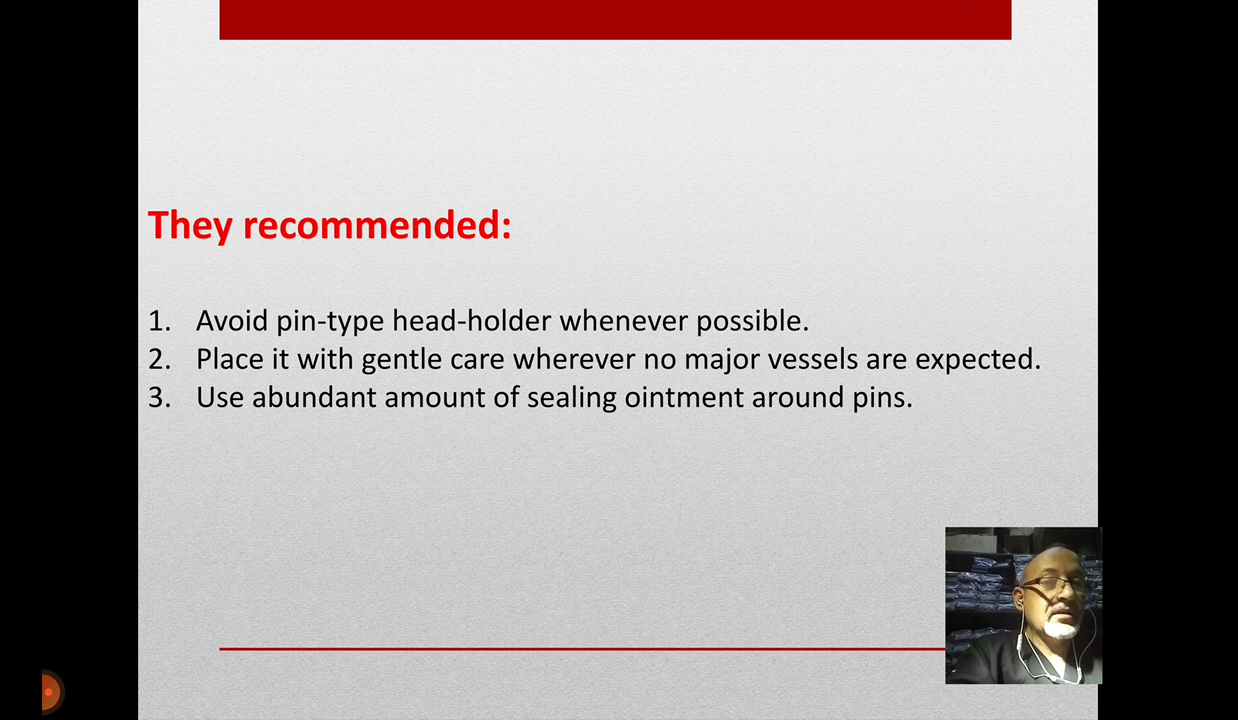 They recommended:
1. Avoid pin-type head-holder whenever possible.
2. Place it with gentle care wherever no major vessels are expected.
3. Use abundant amount of sealing ointment around pins.